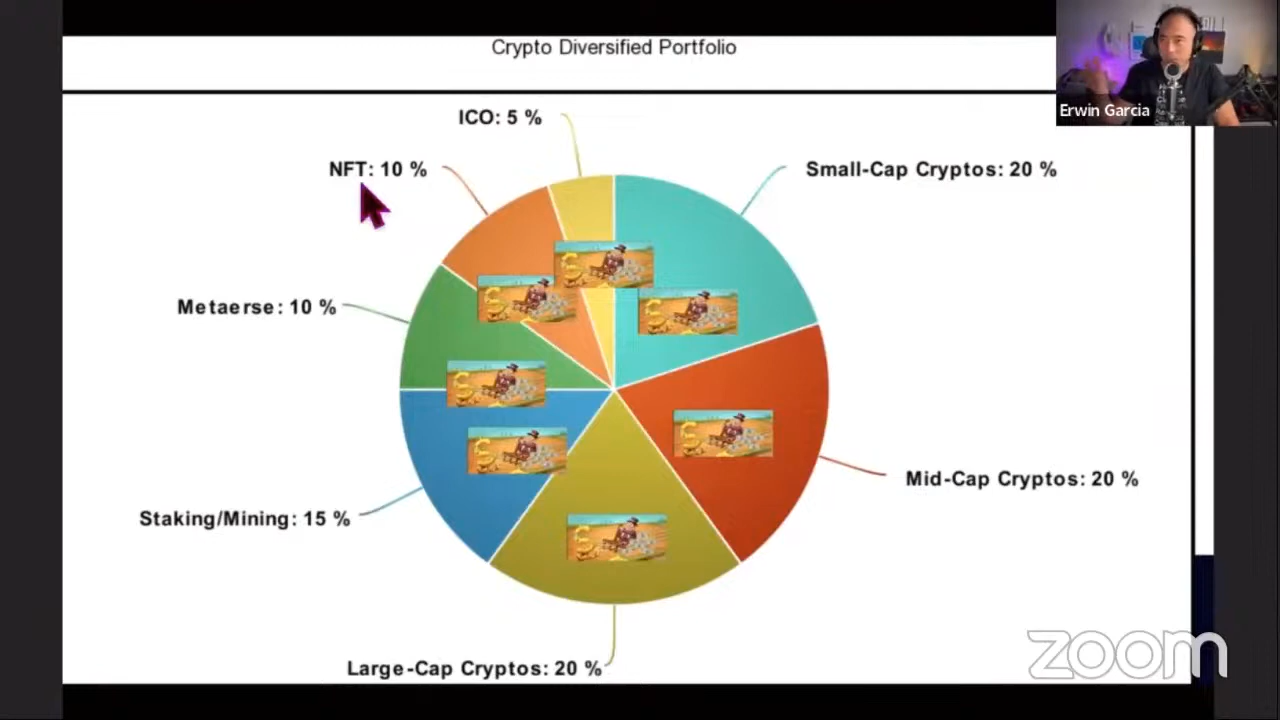 Crypto Diversified Portfolio
Erwin Garcia
ICO: 5 %
NFT: 10 %
Small-Cap Cryptos: 20 %
Metaerse: 10 %
Mid-Cap Cryptos: 20 %
Staking/Mining: 15 %
Large-Cap Cryptos: 20 %
zoom